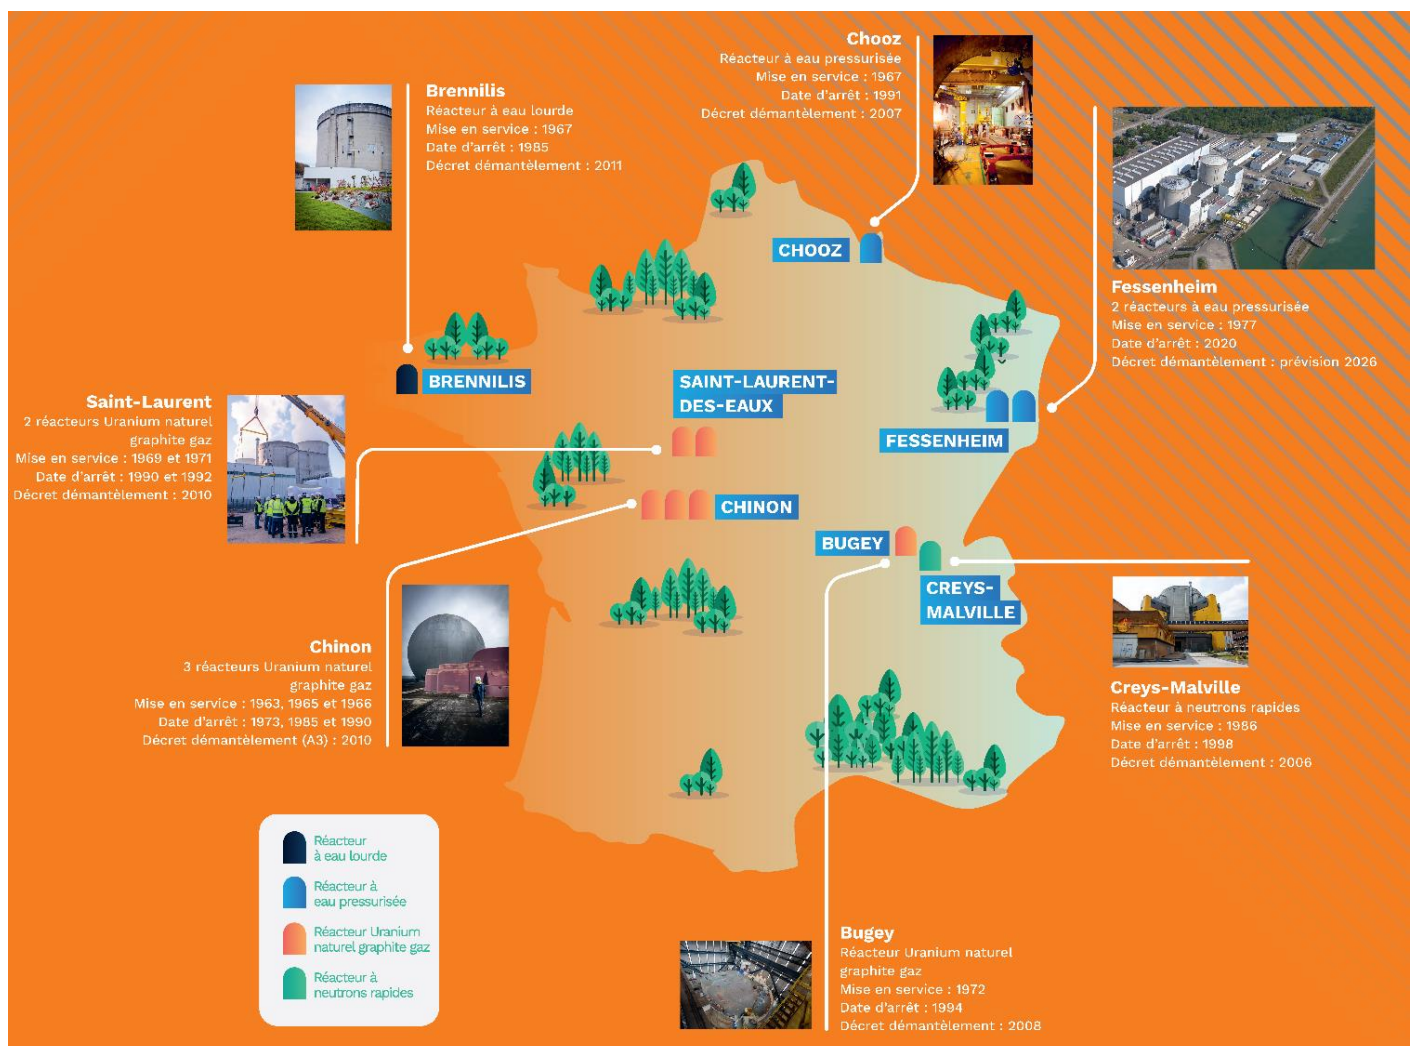 Chooz
Réacteur à eau pressurisée
Mise en service : 1967
Date d'arrêt : 1991
Décret démantèlement : 2007
Brennilis
Réacteur à eau lourde
Mise en service : 1967
Date d'arrêt : 1985
Décret démantèlement : 2011
Fessenheim
2 réacteurs à eau pressurisée
Mise en service : 1977
Date d'arrêt : 2020
Décret démantèlement : prévision 2026
CHOOZ
BRENNILIS
SAINT-LAURENT-
DES-EAUX
FESSENHEIM
CHINON
BUGEY
CREYS-
MALVILLE
Saint-Laurent
2 réacteurs Uranium naturel
graphite gaz
Mise en service : 1969 et 1971
Date d'arrêt : 1990 et 1992
Décret démantèlement : 2010
Chinon
3 réacteurs Uranium naturel
graphite gaz
Mise en service : 1963, 1965 et 1966
Date d'arrêt : 1973, 1985 et 1990
Décret démantèlement (A3) : 2010
Creys-Malville
Réacteur à neutrons rapides
Mise en service : 1986
Date d'arrêt : 1998
Décret démantèlement : 2006
Réacteur
à eau lourde
Réacteur à
eau pressurisée
Réacteur Uranium
naturel graphite gaz
Réacteur à
neutrons rapides
Bugey
Réacteur Uranium naturel
graphite gaz
Mise en service : 1972
Date d'arrêt : 1994
Décret démantèlement : 2008